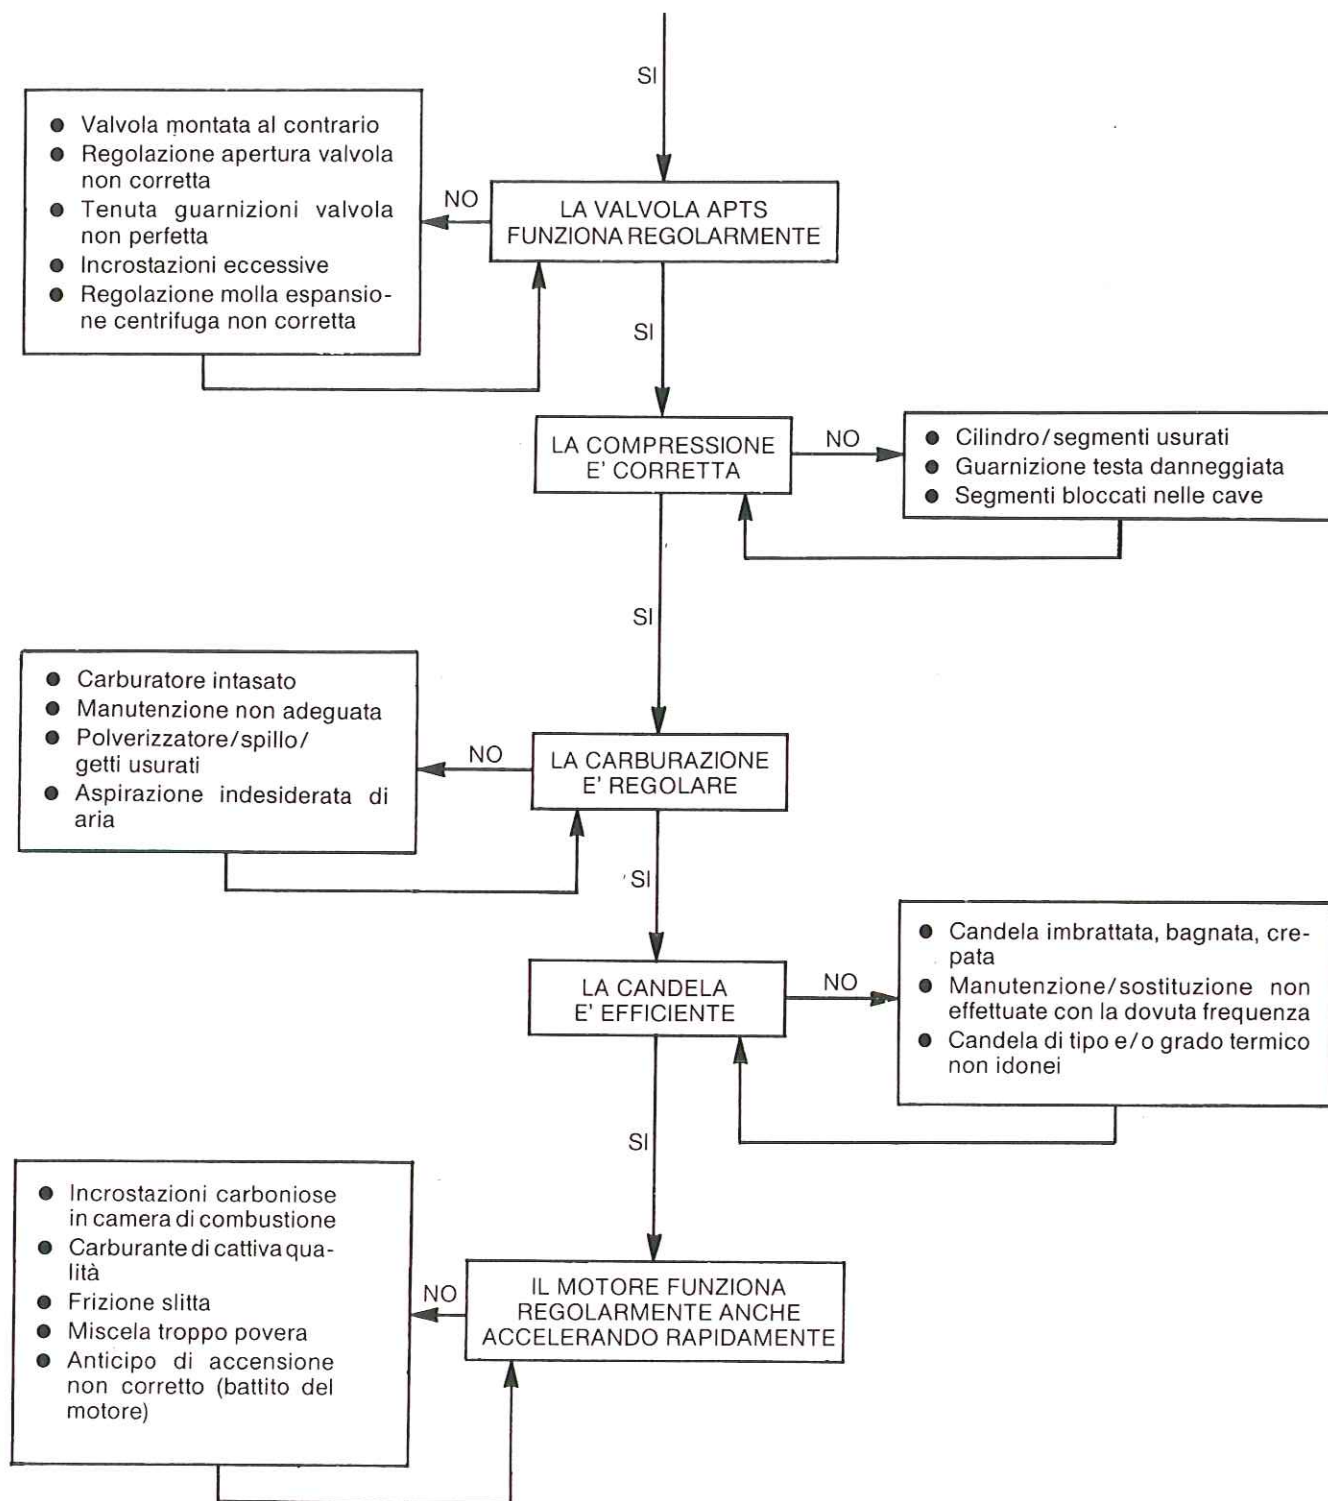 SI
● Valvola montata al contrario
● Regolazione apertura valvola
non corretta
● Tenuta guarnizioni valvola
non perfetta
● Incrostazioni eccessive
● Regolazione molla espansio-
ne centrifuga non corretta
NO
LA VALVOLA APTS
FUNZIONA REGOLARMENTE
SI
LA COMPRESSIONE
E' CORRETTA
NO
● Cilindro/segmenti usurati
● Guarnizione testa danneggiata
● Segmenti bloccati nelle cave
SI
● Carburatore intasato
● Manutenzione non adeguata
● Polverizzatore/spillo/
getti usurati
● Aspirazione indesiderata di
aria
NO
LA CARBURAZIONE
E' REGOLARE
SI
LA CANDELA
E' EFFICIENTE
NO
● Candela imbrattata, bagnata, cre-
pata
● Manutenzione/sostituzione non
effettuate con la dovuta frequenza
● Candela di tipo e/o grado termico
non idonei
SI
● Incrostazioni carboniose
in camera di combustione
● Carburante di cattiva qua-
lità
● Frizione slitta
● Miscela troppo povera
● Anticipo di accensione
non corretto (battito del
motore)
NO
IL MOTORE FUNZIONA
REGOLARMENTE ANCHE
ACCELERANDO RAPIDAMENTE